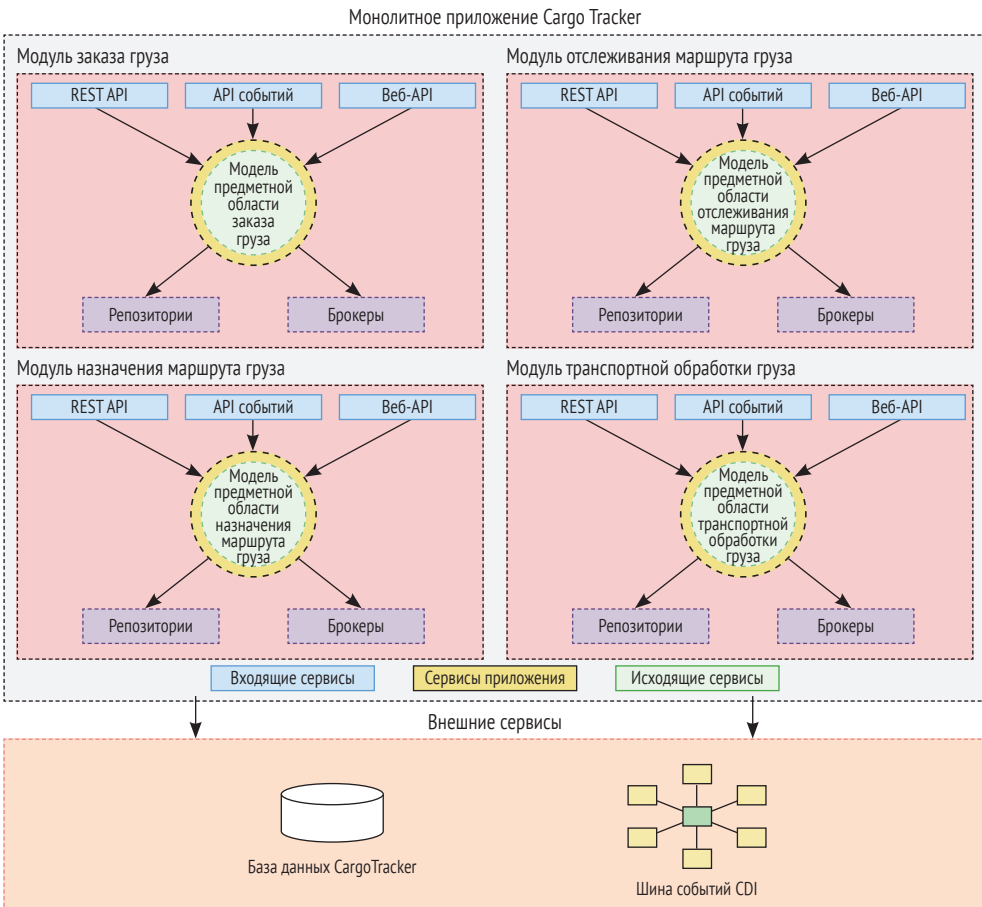 Монолитное приложение Cargo Tracker
Модуль заказа груза
REST API
API событий
Веб-API
Модель
предметной
области
заказа
груза
Репозитории
Брокеры
Модуль отслеживания маршрута груза
REST API
API событий
Веб-API
Модель
предметной
области
отслеживания
маршрута
груза
Репозитории
Брокеры
Модуль назначения маршрута груза
REST API
API событий
Веб-API
Модель
предметной
области
назначения
маршрута
груза
Репозитории
Брокеры
Модуль транспортной обработки груза
REST API
API событий
Веб-API
Модель
предметной
области
транспортной
обработки
груза
Репозитории
Брокеры
Входящие сервисы
Сервисы приложения
Исходящие сервисы
Внешние сервисы
База данных CargoTracker
Шина событий CDI